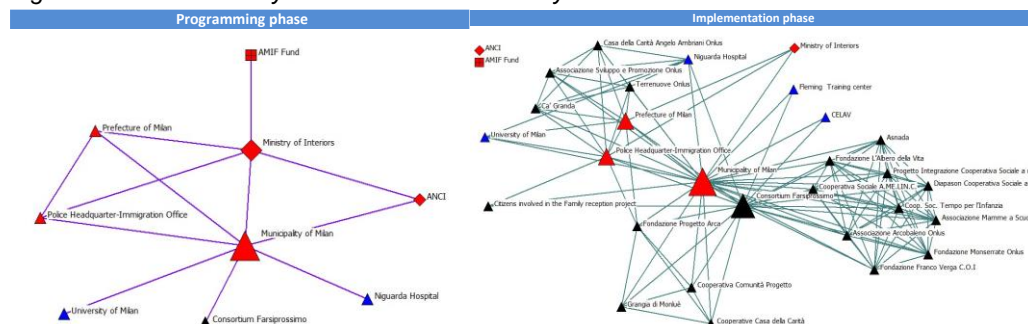 Programming phase
Implementation phase
AMIF Fund
Prefecture of Milan
Ministry of Interiors
ANCI
Police Headquarter-Immigration Office
Municipality of Milan
Niguarda Hospital
University of Milan
Consortium Farsiprossimo
ANCI
AMIF Fund
Casa della Carità Angelo Ambriani Onlus
Ministry of Interiors
Niguarda Hospital
Associazione Sviluppo e Promozione Onlus
Terrenuove Onlus
Fleming Training center
Ca' Granda
Prefecture of Milan
CELAV
University of Milan
Police Headquarter-Immigration Office
Asnada
Fondazione L'Albero della Vita
Progetto Integrazione Cooperativa Sociale a
Municipality of Milan
Cooperativa Sociale A.ME.LIN.C.
Diapason Cooperativa Sociale a
Citizens involved in the Family reception project
Consortium Farsiprossimo
Coop. Soc. Tempo per l'Infanzia
Fondazione Progetto Arca
Associazione Mamme a Scuo
Associazione Arcobaleno Onlus
Fondazione Monserrate Onlus
Fondazione Franco Verga C.O.I
Cooperativa Comunità Progetto
Grangia di Monluè
Cooperative Casa della Carità